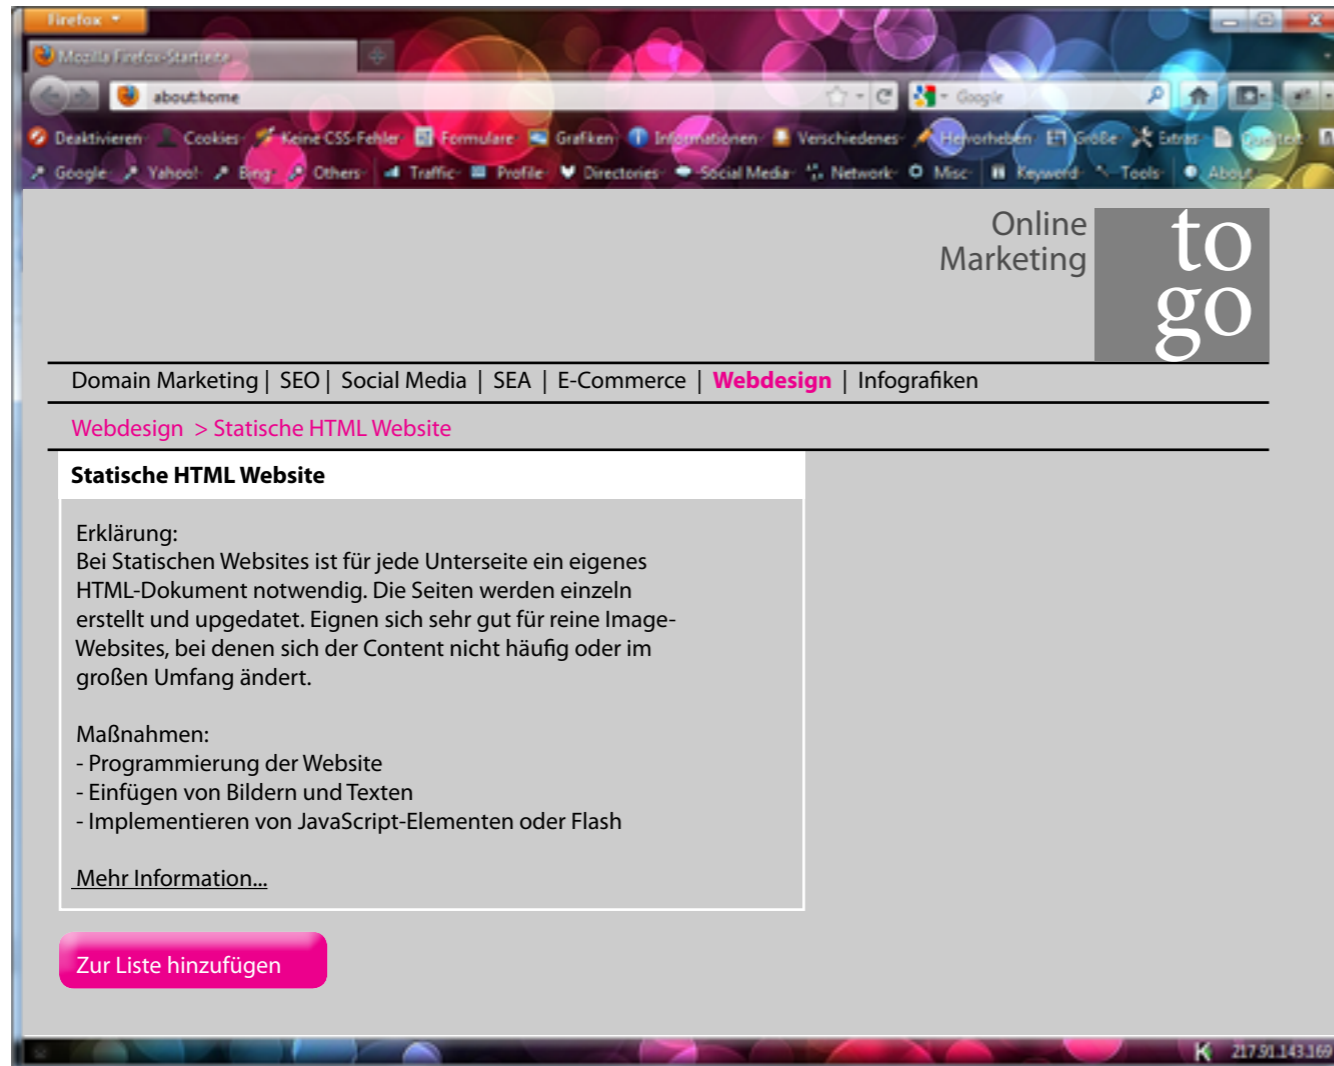 Firefox
Mozilla Firefox-Startseite
about:home
Google
Deaktivieren Cookies Keine CSS-Fehler Formulare Grafiken Informationen Verschiedenes Hervorheben Größe Extras Quelltext
Google Yahoo! Bing Others Traffic Profile Directories Social Media Network Misc Keyword Tools About
Online
Marketing
to
go
Domain Marketing | SEO | Social Media | SEA | E-Commerce | Webdesign | Infografiken
Webdesign > Statische HTML Website
Statische HTML Website
Erklärung:
Bei Statischen Websites ist für jede Unterseite ein eigenes
HTML-Dokument notwendig. Die Seiten werden einzeln
erstellt und upgedatet. Eignen sich sehr gut für reine Image-
Websites, bei denen sich der Content nicht häufig oder im
großen Umfang ändert.
Maßnahmen:
- Programmierung der Website
- Einfügen von Bildern und Texten
- Implementieren von JavaScript-Elementen oder Flash
Mehr Information...
Zur Liste hinzufügen
217.91.143.169